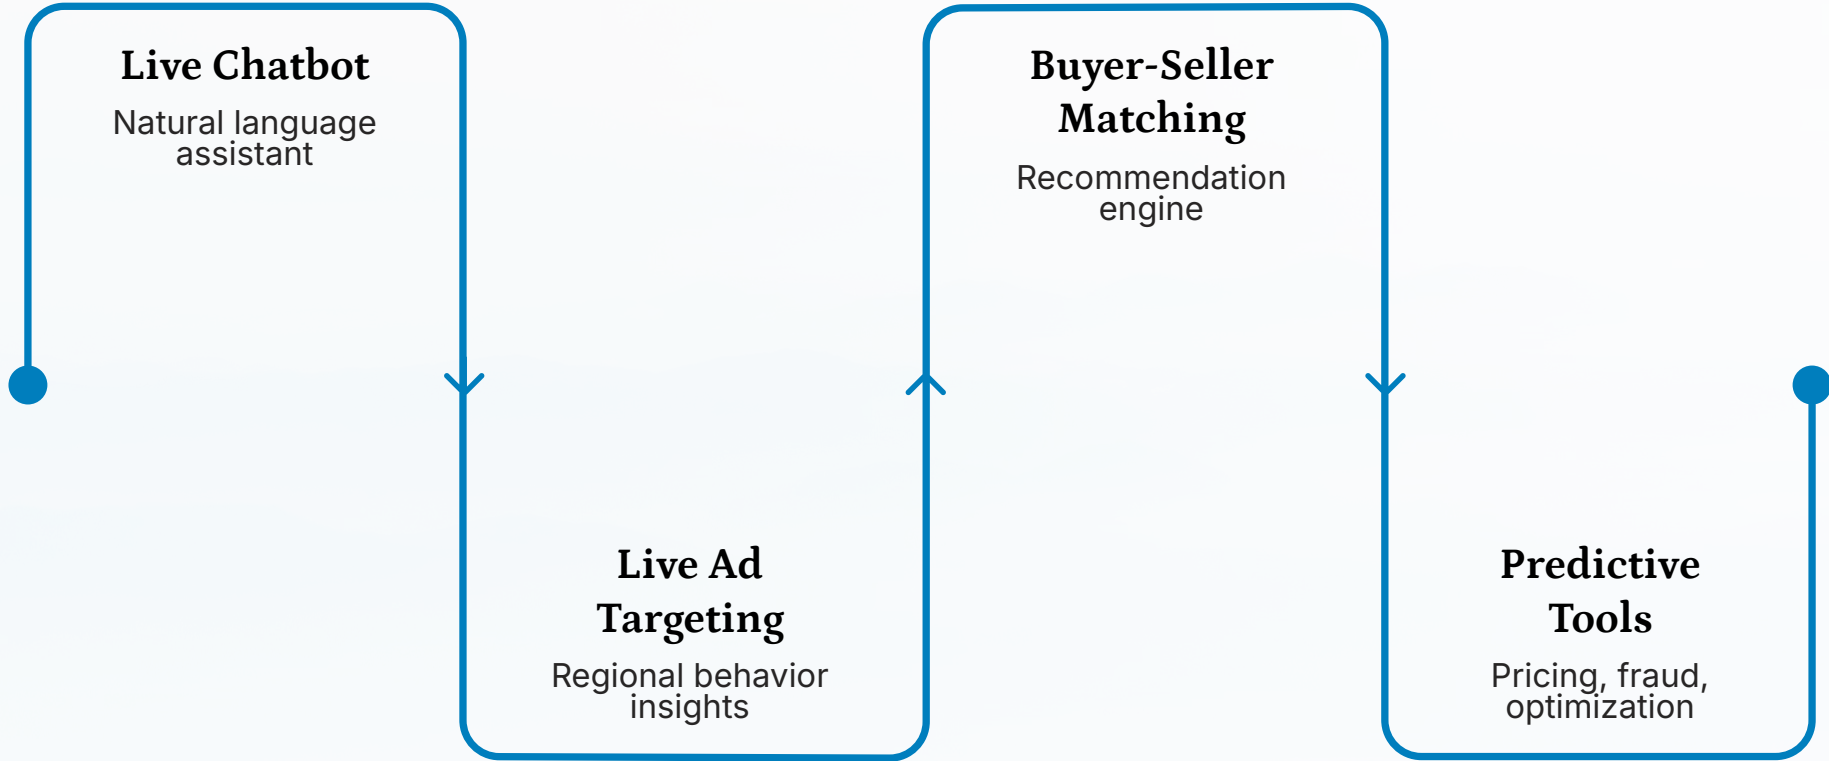 Live Chatbot
Natural language
assistant
Live Ad
Targeting
Regional behavior
insights
Buyer-Seller
Matching
Recommendation
engine
Predictive
Tools
Pricing, fraud,
optimization